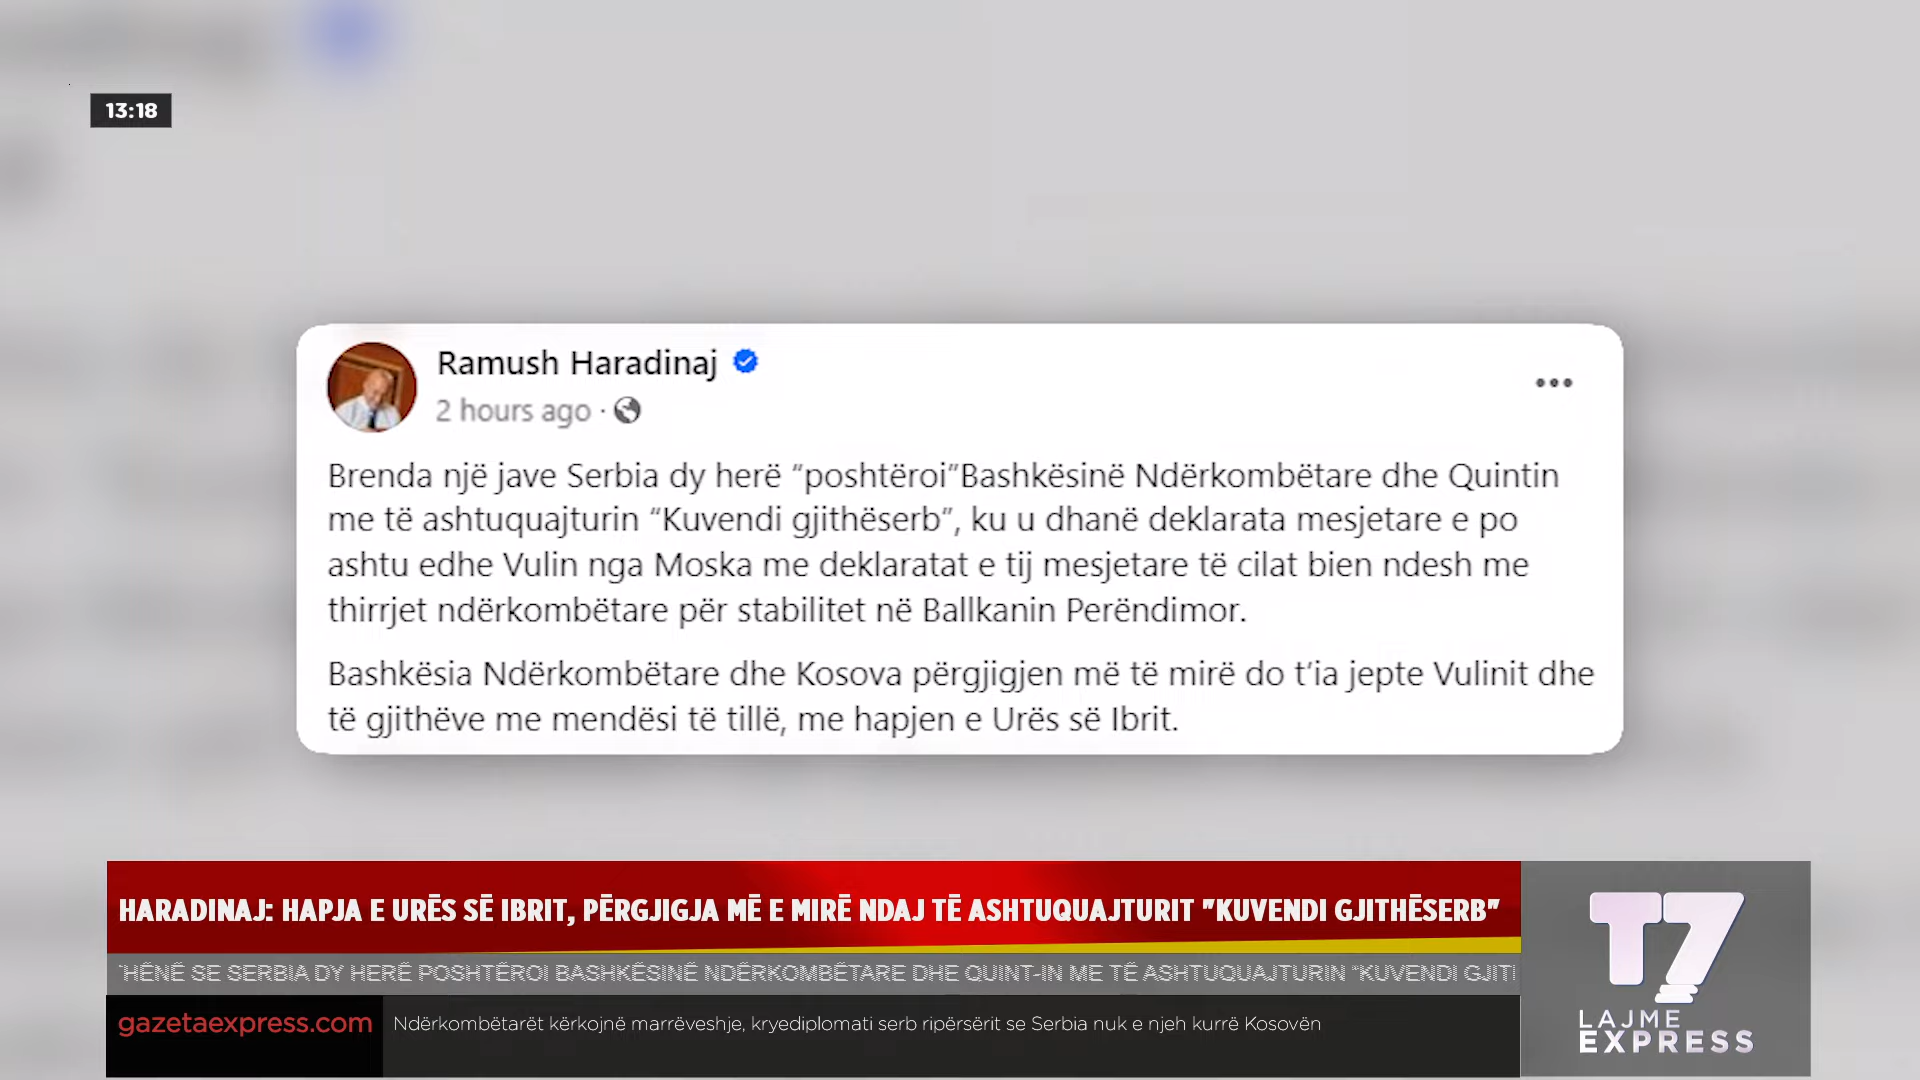 13:18
Ramush Haradinaj
2 hours ago ·
Brenda një jave Serbia dy herë “poshtëroi”Bashkësinë Ndërkombëtare dhe Quintin
me të ashtuquajturin “Kuvendi gjithëserb”, ku u dhanë deklarata mesjetare e po
ashtu edhe Vulin nga Moska me deklaratat e tij mesjetare të cilat bien ndesh me
thirrjet ndërkombëtare për stabilitet në Ballkanin Perëndimor.
Bashkësia Ndërkombëtare dhe Kosova përgjigjen më të mirë do t’ia jepte Vulinit dhe
të gjithëve me mendësi të tillë, me hapjen e Urës së Ibrit.
HARADINAJ: HAPJA E URËS SË IBRIT, PËRGJIGJA MË E MIRË NDAJ TË ASHTUQUAJTURIT "KUVENDI GJITHËSERB"
HËNË SE SERBIA DY HERË POSHTËROI BASHKËSINË NDËRKOMBËTARE DHE QUINT-IN ME TË ASHTUQUAJTURIN “KUVENDI GJITI
gazetaexpress.com
Ndërkombëtarët kërkojnë marrëveshje, kryediplomati serb ripërsërit se Serbia nuk e njeh kurrë Kosovën
T7
LAJME
EXPRESS